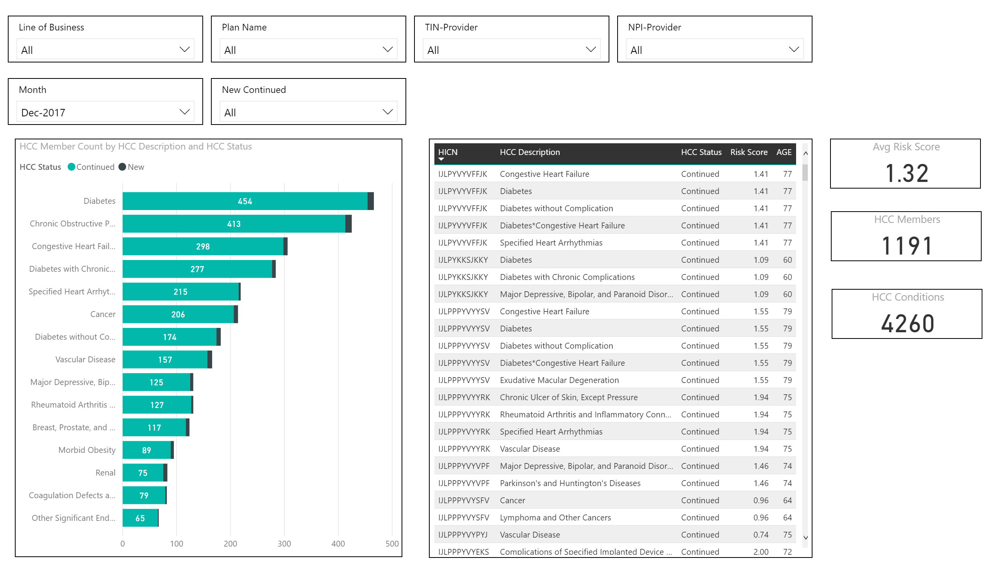 Line of Business
All
Plan Name
All
TIN-Provider
All
NPI-Provider
All
Month
Dec-2017
New Continued
All
HCC Member Count by HCC Description and HCC Status
HCC Status Continued New
Diabetes 454
Chronic Obstructive P... 413
Congestive Heart Fail... 298
Diabetes with Chronic... 277
Specified Heart Arrhyt... 215
Cancer 206
Diabetes without Co... 174
Vascular Disease 157
Major Depressive, Bip... 125
Rheumatoid Arthritis ... 127
Breast, Prostate, and ... 117
Morbid Obesity 89
Renal 75
Coagulation Defects a... 79
Other Significant End... 65
0 100 200 300 400 500
HICN HCC Description HCC Status Risk Score AGE
IJLPYVYVFFJK Congestive Heart Failure Continued 1.41 77
IJLPYVYVFFJK Diabetes Continued 1.41 77
IJLPYVYVFFJK Diabetes without Complication Continued 1.41 77
IJLPYVYVFFJK Diabetes*Congestive Heart Failure Continued 1.41 77
IJLPYVYVFFJK Specified Heart Arrhythmias Continued 1.41 77
IJLPYKKSJKKY Diabetes Continued 1.09 60
IJLPYKKSJKKY Diabetes with Chronic Complications Continued 1.09 60
IJLPYKKSJKKY Major Depressive, Bipolar, and Paranoid Disor... Continued 1.09 60
IJLPPPYVYYSV Congestive Heart Failure Continued 1.55 79
IJLPPPYVYYSV Diabetes Continued 1.55 79
IJLPPPYVYYSV Diabetes without Complication Continued 1.55 79
IJLPPPYVYYSV Diabetes*Congestive Heart Failure Continued 1.55 79
IJLPPPYVYYSV Exudative Macular Degeneration Continued 1.55 79
IJLPPPYVYYRK Chronic Ulcer of Skin, Except Pressure Continued 1.94 75
IJLPPPYVYYRK Rheumatoid Arthritis and Inflammatory Conn... Continued 1.94 75
IJLPPPYVYYRK Specified Heart Arrhythmias Continued 1.94 75
IJLPPPYVYYRK Vascular Disease Continued 1.94 75
IJLPPPYVYVPF Major Depressive, Bipolar, and Paranoid Disor... Continued 1.46 74
IJLPPPYVYVPF Parkinson's and Huntington's Diseases Continued 1.46 74
IJLPPPYVYSFV Cancer Continued 0.96 64
IJLPPPYVYSFV Lymphoma and Other Cancers Continued 0.96 64
IJLPPPYVYPYJ Vascular Disease Continued 0.74 75
IJLPPPYVYEKS Complications of Specified Implanted Device ... Continued 2.00 72
Avg Risk Score
1.32
HCC Members
1191
HCC Conditions
4260